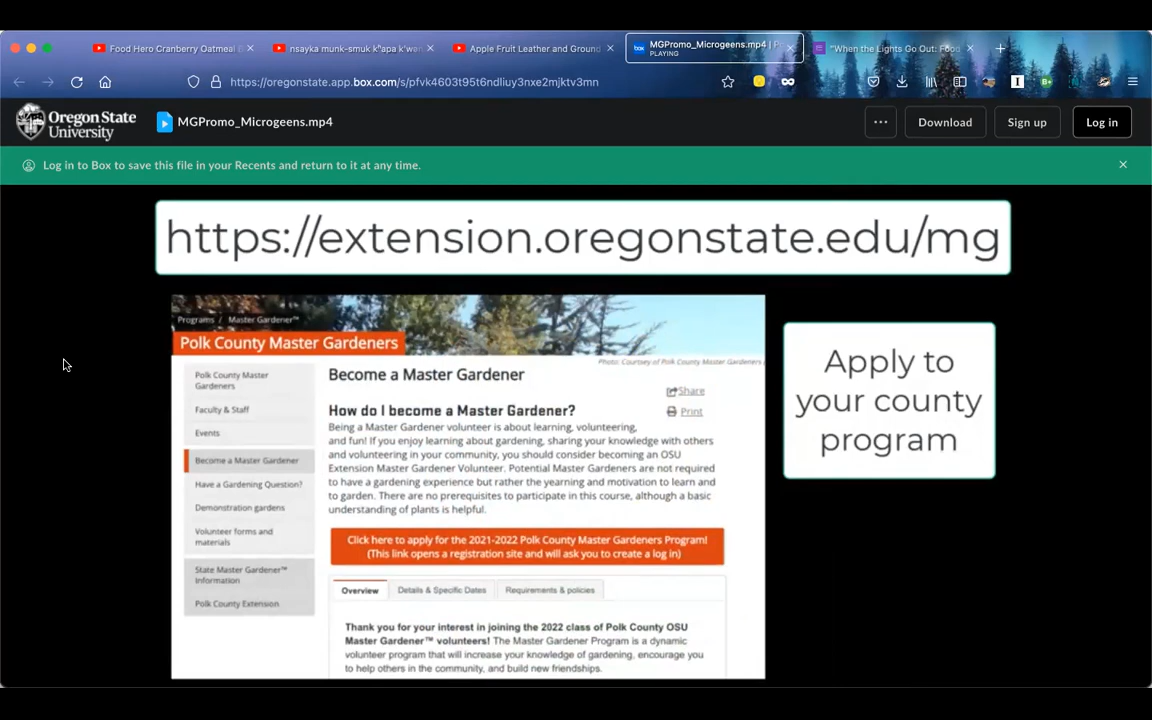 Food Hero Cranberry Oatmeal
nsayka munk-smuk kʰapa k'wen
Apple Fruit Leather and Ground
box
MGPromo_Microgeens.mp4 | P
PLAYING
"When the Lights Go Out: Food
https://oregonstate.app.box.com/s/pfvk4603t95t6ndliuy3nxe2mjktv3mn
Oregon State
University
MGPromo_Microgeens.mp4
Download
Sign up
Log in
Log in to Box to save this file in your Recents and return to it at any time.
https://extension.oregonstate.edu/mg
Programs / Master Gardener™
Polk County Master Gardeners
Photo: Courtsey of Polk County Master Gardeners
Polk County Master
Gardeners
Faculty & Staff
Events
Become a Master Gardener
Have a Gardening Question?
Demonstration gardens
Volunteer forms and
materials
State Master Gardener™
Information
Polk County Extension
Become a Master Gardener
Share
Print
How do I become a Master Gardener?
Being a Master Gardener volunteer is about learning, volunteering,
and fun! If you enjoy learning about gardening, sharing your knowledge with others
and volunteering in your community, you should consider becoming an OSU
Extension Master Gardener Volunteer. Potential Master Gardeners are not required
to have a gardening experience but rather the yearning and motivation to learn and
to garden. There are no prerequisites to participate in this course, although a basic
understanding of plants is helpful.
Click here to apply for the 2021-2022 Polk County Master Gardeners Program!
(This link opens a registration site and will ask you to create a log in)
Overview
Details & Specific Dates
Requirements & policies
Thank you for your interest in joining the 2022 class of Polk County OSU
Master Gardener™ volunteers! The Master Gardener Program is a dynamic
volunteer program that will increase your knowledge of gardening, encourage you
to help others in the community, and build new friendships.
Apply to
your county
program